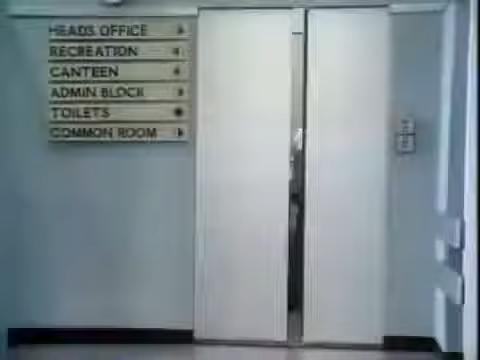 HEADS OFFICE
RECREATION
CANTEEN
ADMIN BLOCK
TOILETS
COMMON ROOM